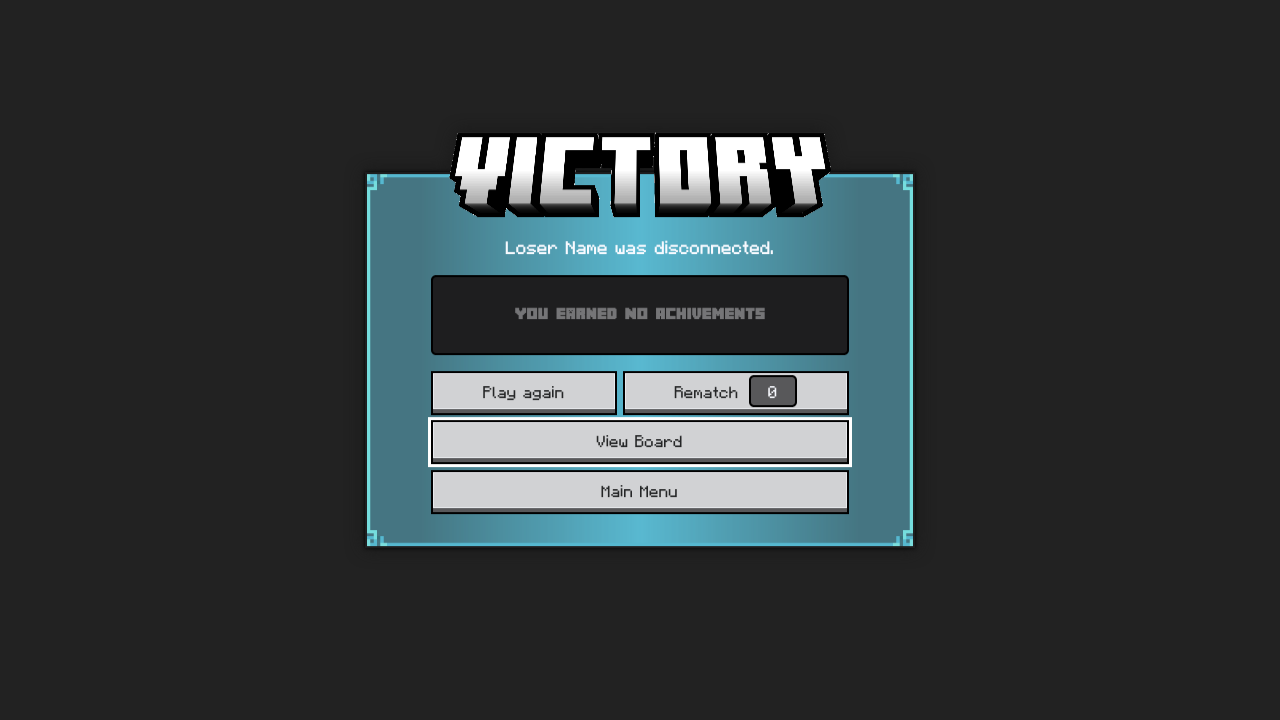 VICTORY
Loser Name was disconnected.
YOU EARNED NO ACHIVEMENTS
Play again
Rematch 0
View Board
Main Menu